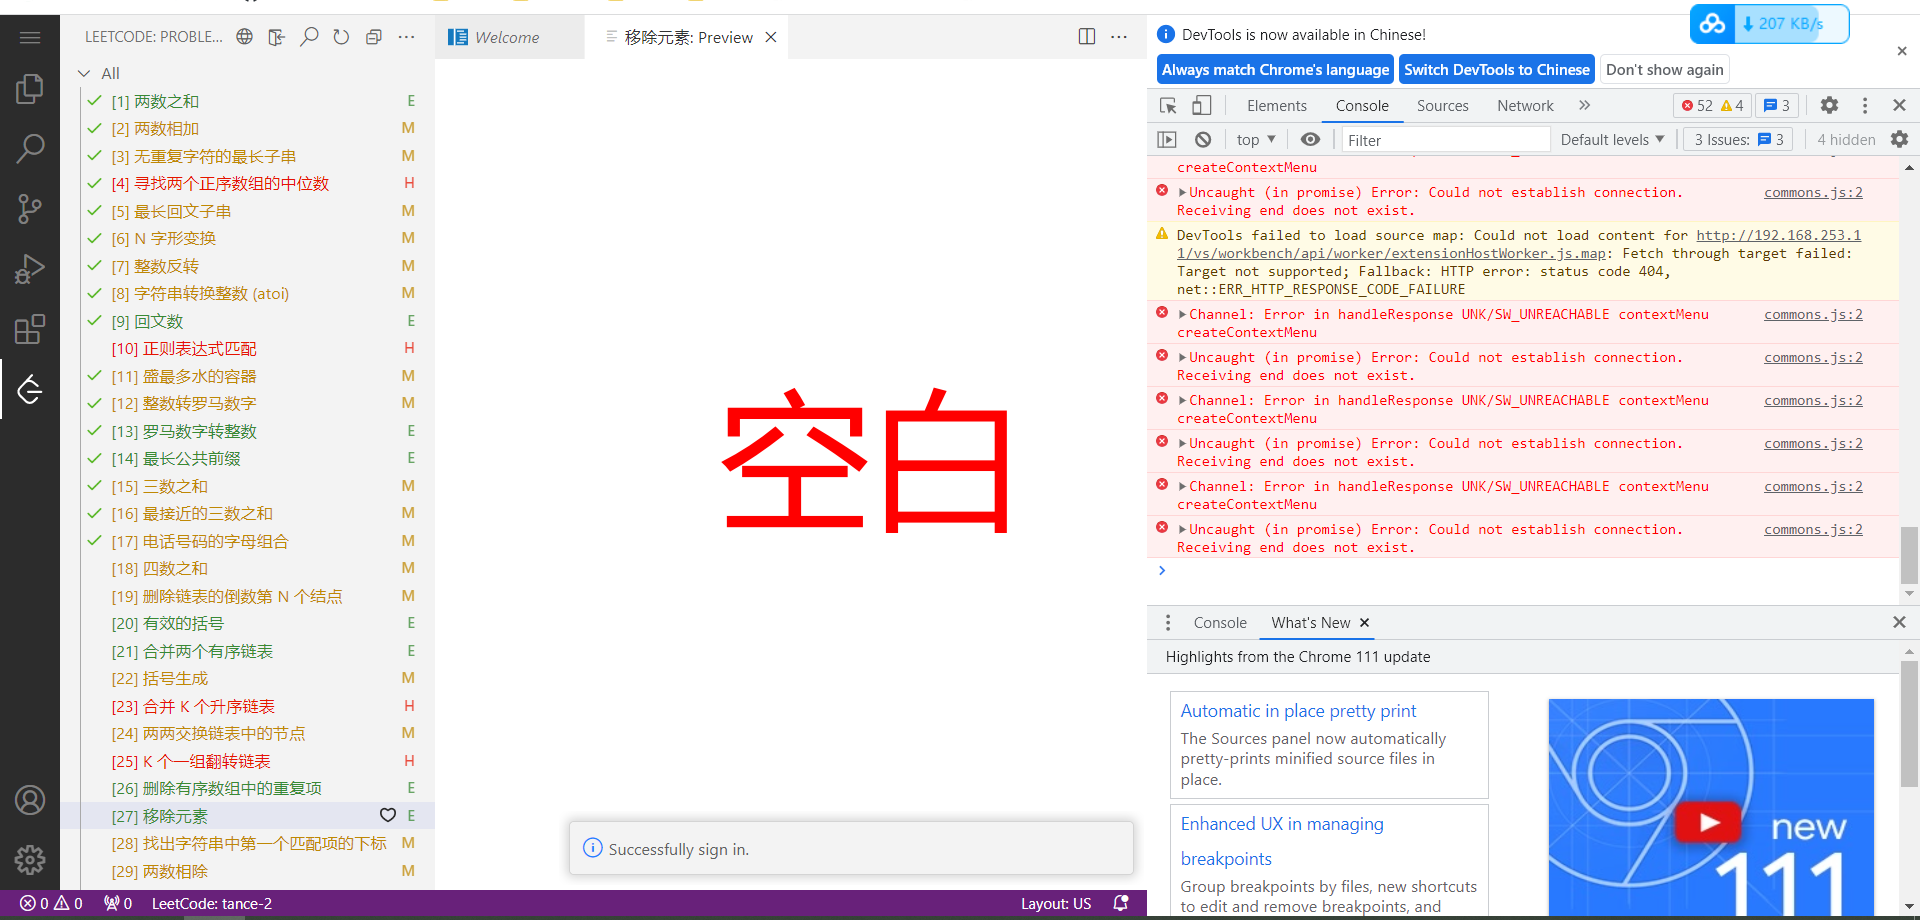 LEETCODE: PROBLE...
All
[1] 两数之和 E
[2] 两数相加 M
[3] 无重复字符的最长子串 M
[4] 寻找两个正序数组的中位数 H
[5] 最长回文子串 M
[6] N 字形变换 M
[7] 整数反转 M
[8] 字符串转换整数 (atoi) M
[9] 回文数 E
[10] 正则表达式匹配 H
[11] 盛最多水的容器 M
[12] 整数转罗马数字 M
[13] 罗马数字转整数 E
[14] 最长公共前缀 E
[15] 三数之和 M
[16] 最接近的三数之和 M
[17] 电话号码的字母组合 M
[18] 四数之和 M
[19] 删除链表的倒数第 N 个结点 M
[20] 有效的括号 E
[21] 合并两个有序链表 E
[22] 括号生成 M
[23] 合并 K 个升序链表 H
[24] 两两交换链表中的节点 M
[25] K 个一组翻转链表 H
[26] 删除有序数组中的重复项 E
[27] 移除元素 E
[28] 找出字符串中第一个匹配项的下标 M
[29] 两数相除 M
0 0 0 LeetCode: tance-2
Layout: US
Welcome
移除元素: Preview
空白
Successfully sign in.
DevTools is now available in Chinese!
207 KB/s
Always match Chrome's language
Switch DevTools to Chinese
Don't show again
Elements Console Sources Network 52 4 3
top Filter Default levels 3 Issues: 3 4 hidden
createContextMenu
Uncaught (in promise) Error: Could not establish connection. commons.js:2
Receiving end does not exist.
DevTools failed to load source map: Could not load content for http://192.168.253.1
1/vs/workbench/api/worker/extensionHostWorker.js.map: Fetch through target failed:
Target not supported; Fallback: HTTP error: status code 404,
net::ERR_HTTP_RESPONSE_CODE_FAILURE
Channel: Error in handleResponse UNK/SW_UNREACHABLE contextMenu commons.js:2
createContextMenu
Uncaught (in promise) Error: Could not establish connection. commons.js:2
Receiving end does not exist.
Channel: Error in handleResponse UNK/SW_UNREACHABLE contextMenu commons.js:2
createContextMenu
Uncaught (in promise) Error: Could not establish connection. commons.js:2
Receiving end does not exist.
Channel: Error in handleResponse UNK/SW_UNREACHABLE contextMenu commons.js:2
createContextMenu
Uncaught (in promise) Error: Could not establish connection. commons.js:2
Receiving end does not exist.
Console What's New
Highlights from the Chrome 111 update
Automatic in place pretty print
The Sources panel now automatically
pretty-prints minified source files in
place.
Enhanced UX in managing
breakpoints
Group breakpoints by files, new shortcuts
to edit and remove breakpoints, and
new
111